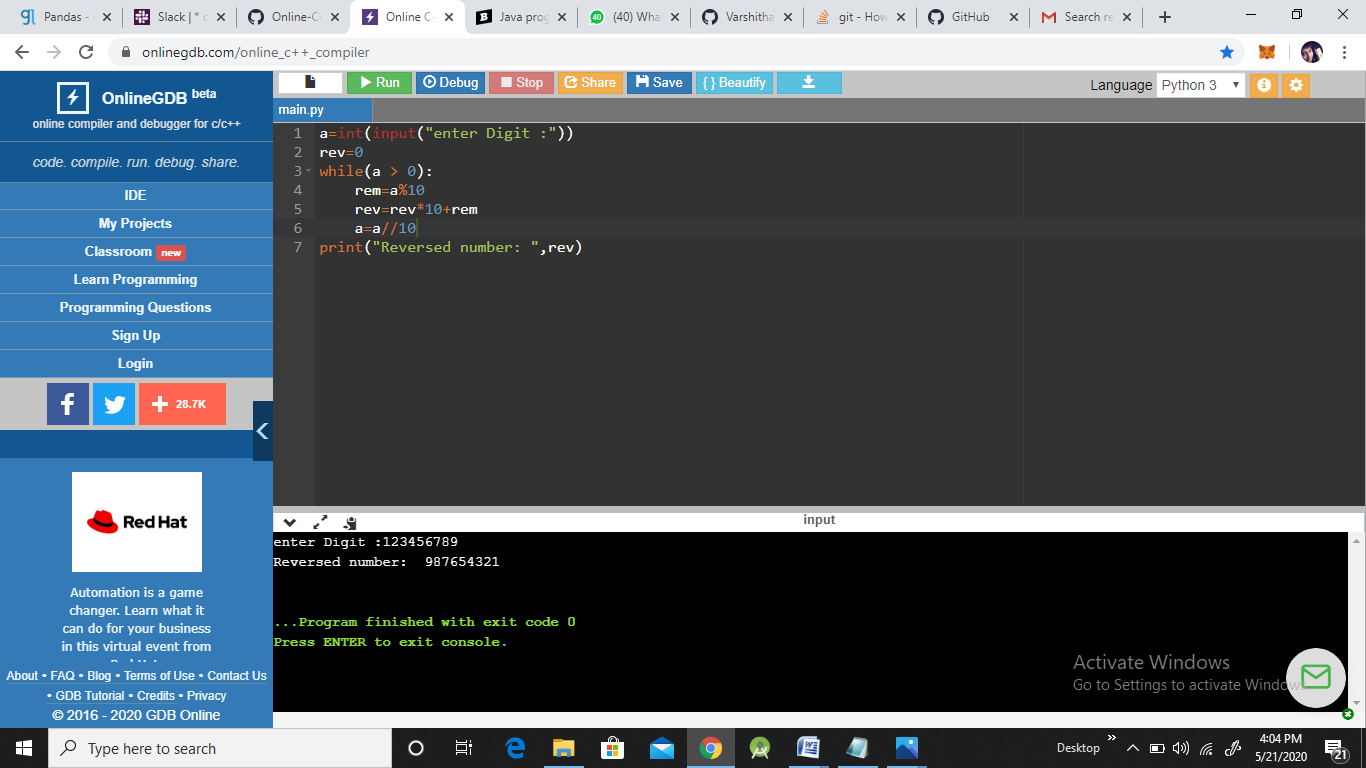 Pandas -
Slack | * c
Online-C
Online C
Java prog
(40) Wha
Varshitha
git - How
GitHub
Search re
onlinegdb.com/online_c++_compiler
OnlineGDB beta
online compiler and debugger for c/c++
code. compile. run. debug. share.
IDE
My Projects
Classroom new
Learn Programming
Programming Questions
Sign Up
Login
28.7K
Red Hat
Automation is a game
changer. Learn what it
can do for your business
in this virtual event from
About • FAQ • Blog • Terms of Use • Contact Us
• GDB Tutorial • Credits • Privacy
© 2016 - 2020 GDB Online
Run Debug Stop Share Save { } Beautify
Language Python 3
main.py
1 a=int(input("enter Digit :"))
2 rev=0
3 while(a > 0):
4     rem=a%10
5     rev=rev*10+rem
6     a=a//10
7 print("Reversed number: ",rev)
input
enter Digit :123456789
Reversed number:  987654321
...Program finished with exit code 0
Press ENTER to exit console.
Activate Windows
Go to Settings to activate Windows.
Type here to search
Desktop
4:04 PM
5/21/2020
21